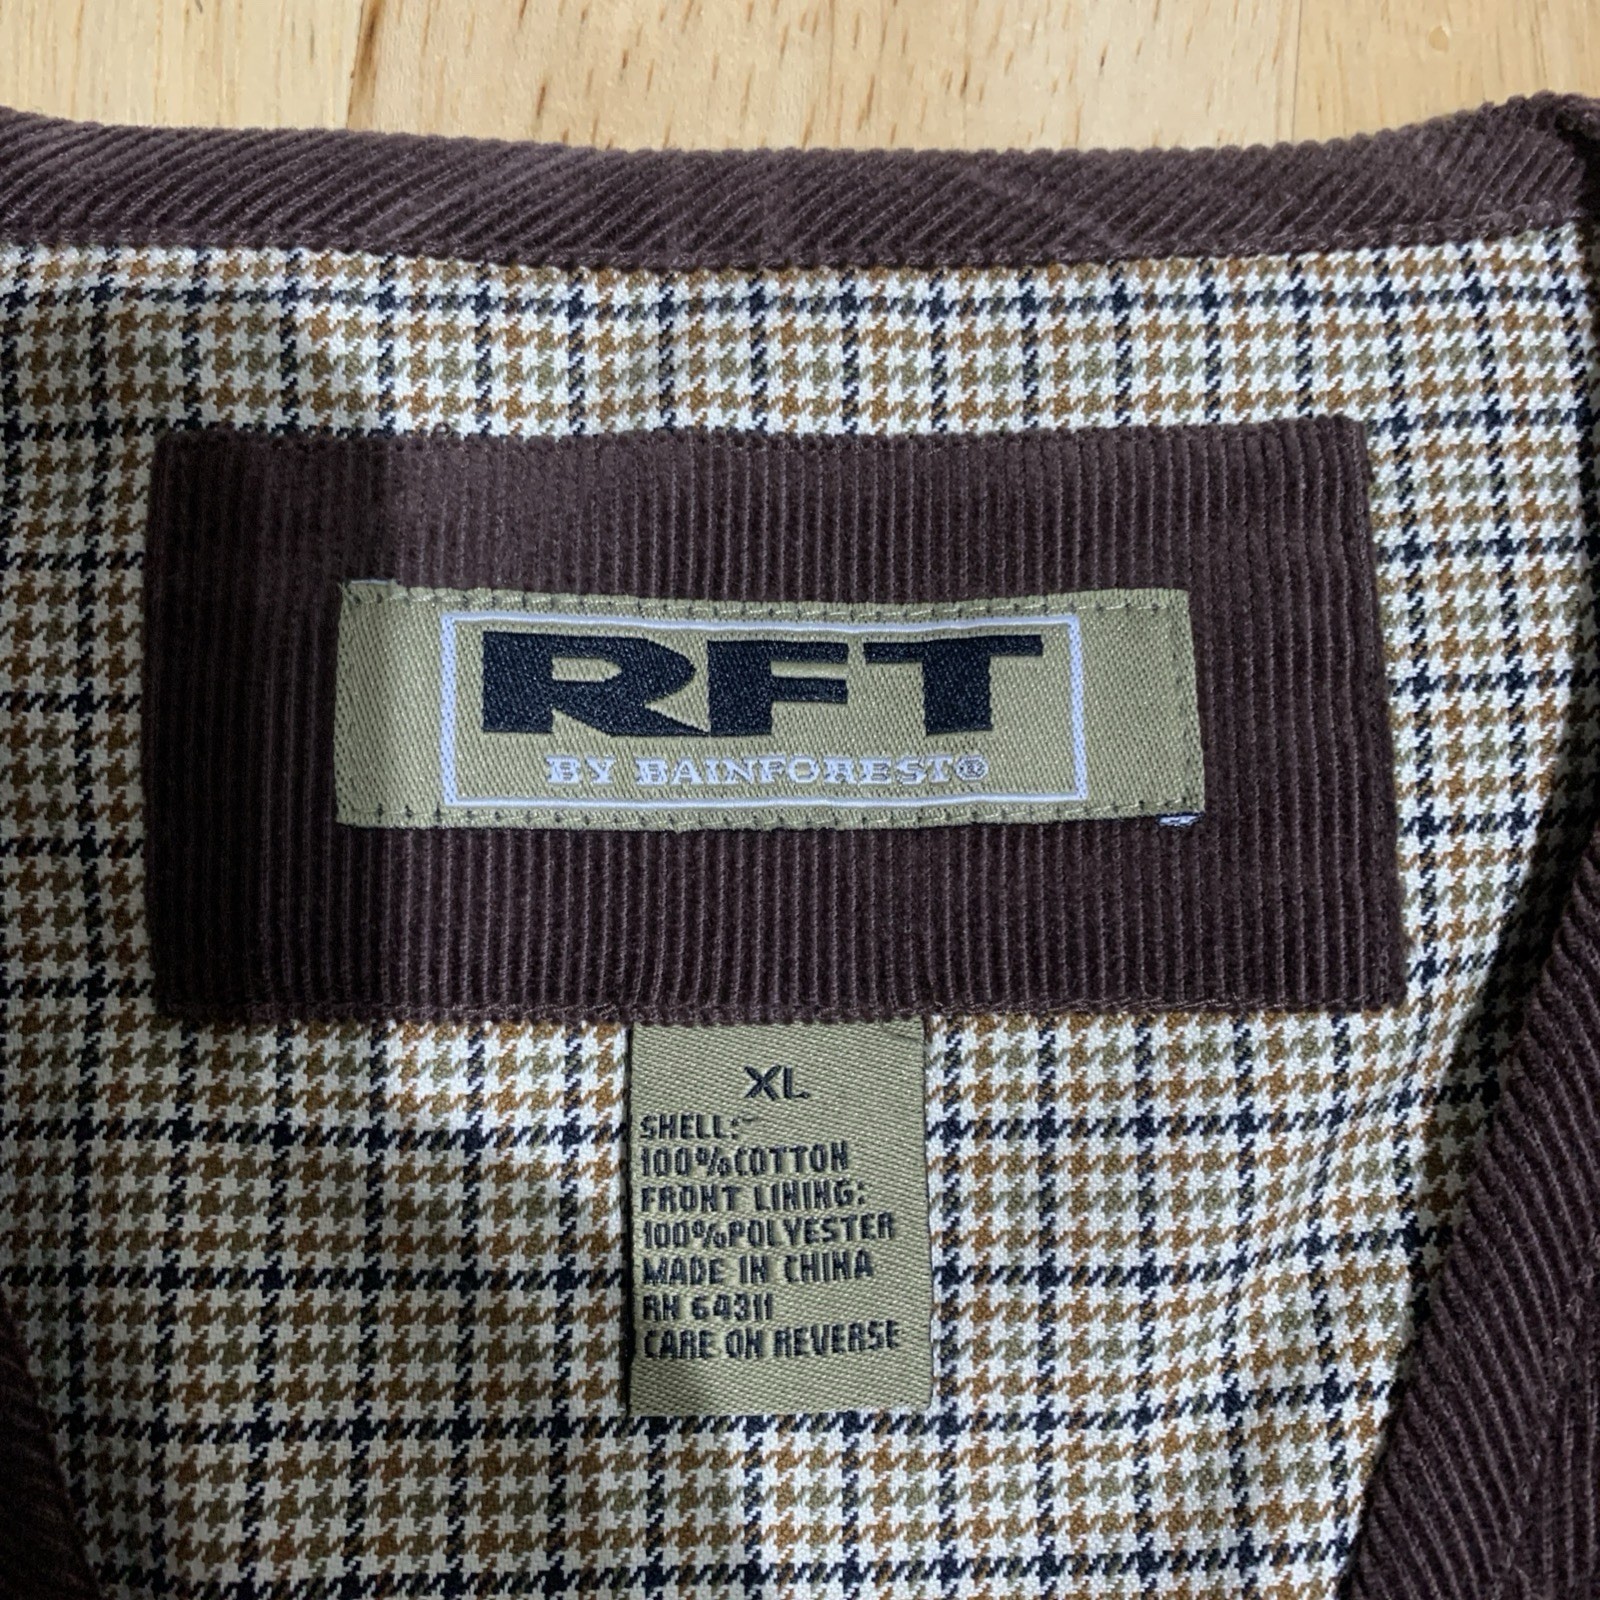 RFT
BY RAINFOREST®
XL
SHELL:
100%COTTON
FRONT LINING:
100%POLYESTER
MADE IN CHINA
RN 64311
CARE ON REVERSE